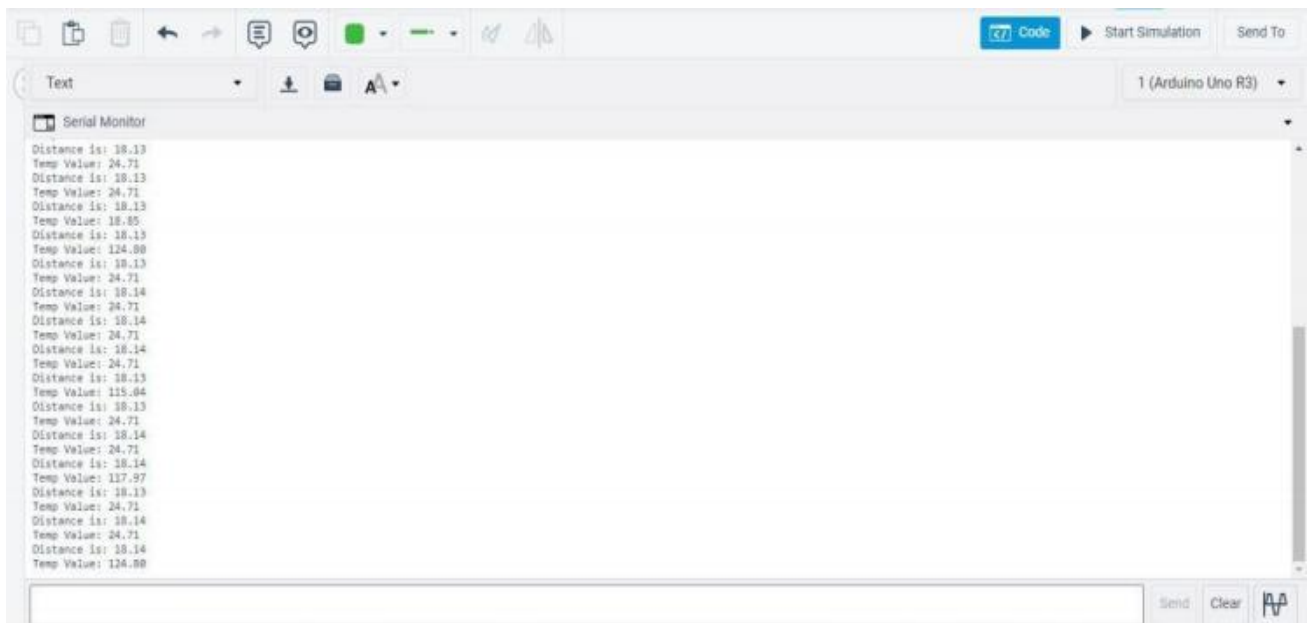 Code
Start Simulation
Send To
Text
1 (Arduino Uno R3)
Serial Monitor
Distance is: 18.13
Temp Value: 24.71
Distance is: 18.13
Temp Value: 24.71
Distance is: 18.13
Temp Value: 18.85
Distance is: 18.13
Temp Value: 124.80
Distance is: 18.13
Temp Value: 24.71
Distance is: 18.14
Temp Value: 24.71
Distance is: 18.14
Temp Value: 24.71
Distance is: 18.14
Temp Value: 24.71
Distance is: 18.13
Temp Value: 115.04
Distance is: 18.13
Temp Value: 24.71
Distance is: 18.14
Temp Value: 24.71
Distance is: 18.14
Temp Value: 117.97
Distance is: 18.13
Temp Value: 24.71
Distance is: 18.14
Temp Value: 24.71
Distance is: 18.14
Temp Value: 124.80
Send
Clear